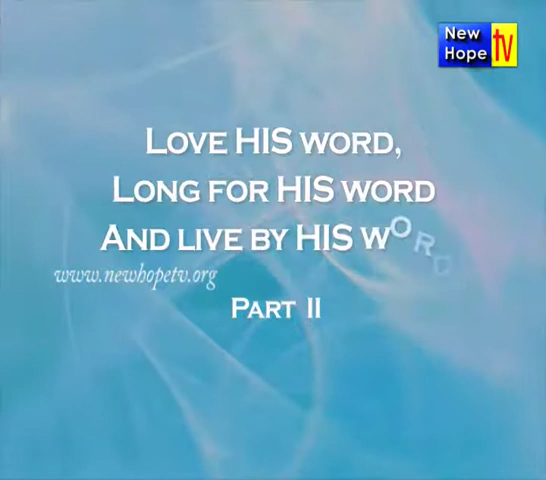 New
Hope tv
LOVE HIS WORD,
LONG FOR HIS WORD
AND LIVE BY HIS WORD
www.newhopetv.org
PART II